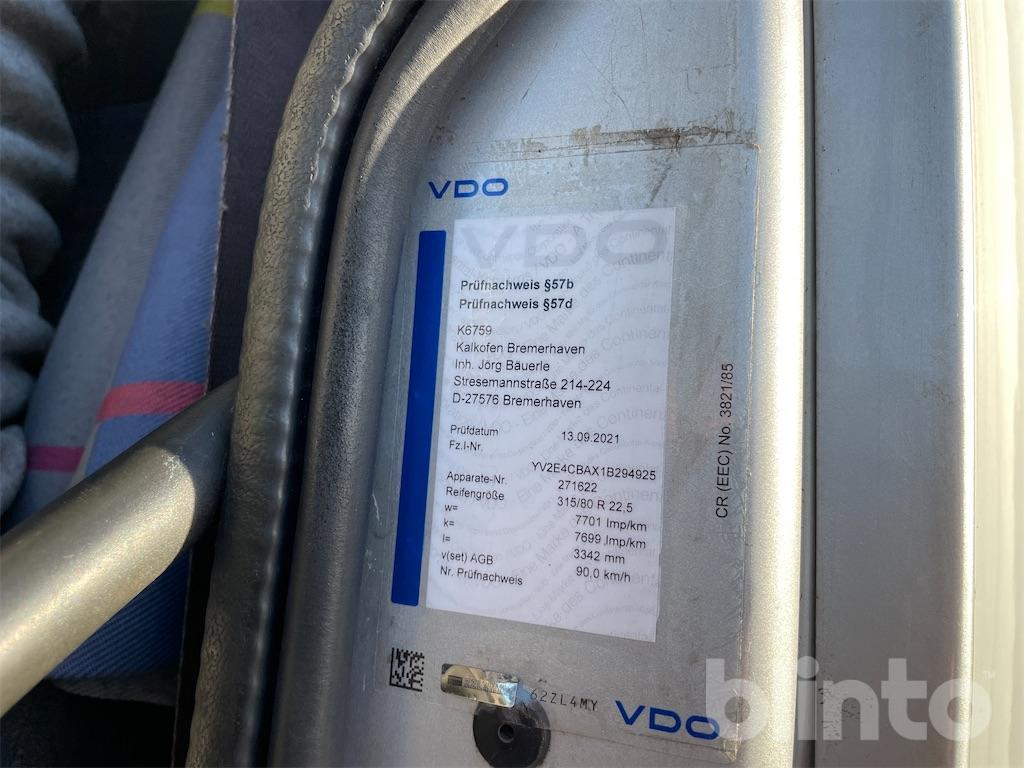 VDO
VDO
Prüfnachweis §57b
Prüfnachweis §57d
K6759
Kalkofen Bremerhaven
Inh. Jörg Bäuerle
Stresemannstraße 214-224
D-27576 Bremerhaven
Prüfdatum 13.09.2021
Fz.I-Nr.
YV2E4CBAX1B294925
Apparate-Nr. 271622
Reifengröße 315/80 R 22,5
w= 7701 Imp/km
k= 7699 Imp/km
l= 3342 mm
v(set) AGB 90,0 km/h
Nr. Prüfnachweis
CR (EEC) No. 3821/85
62ZL4MY
VDO
binto™